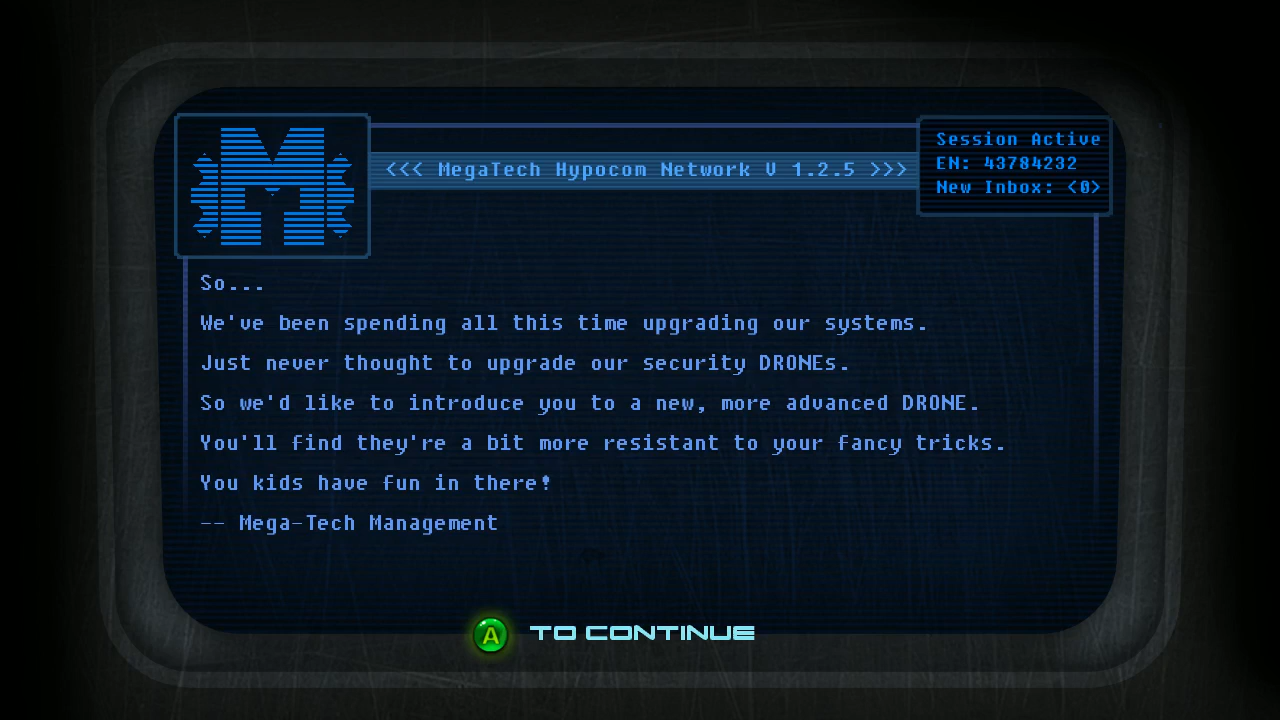 <<< MegaTech Hypocom Network V 1.2.5 >>>
Session Active
EN: 43784232
New Inbox: <0>
So...
We've been spending all this time upgrading our systems.
Just never thought to upgrade our security DRONEs.
So we'd like to introduce you to a new, more advanced DRONE.
You'll find they're a bit more resistant to your fancy tricks.
You kids have fun in there!
-- Mega-Tech Management
A TO CONTINUE